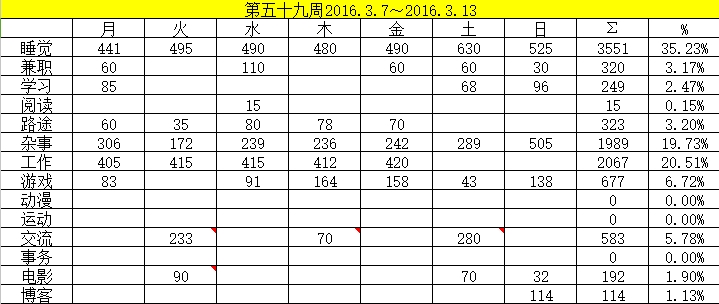 第五十九周2016.3.7～2016.3.13
月 火 水 木 金 土 日 Σ %
睡觉 441 495 490 480 490 630 525 3551 35.23%
兼职 60 110 60 60 30 320 3.17%
学习 85 68 96 249 2.47%
阅读 15 15 0.15%
路途 60 35 80 78 70 323 3.20%
杂事 306 172 239 236 242 289 505 1989 19.73%
工作 405 415 415 412 420 2067 20.51%
游戏 83 91 164 158 43 138 677 6.72%
动漫 0 0.00%
运动 0 0.00%
交流 233 70 280 583 5.78%
事务 0 0.00%
电影 90 70 32 192 1.90%
博客 114 114 1.13%